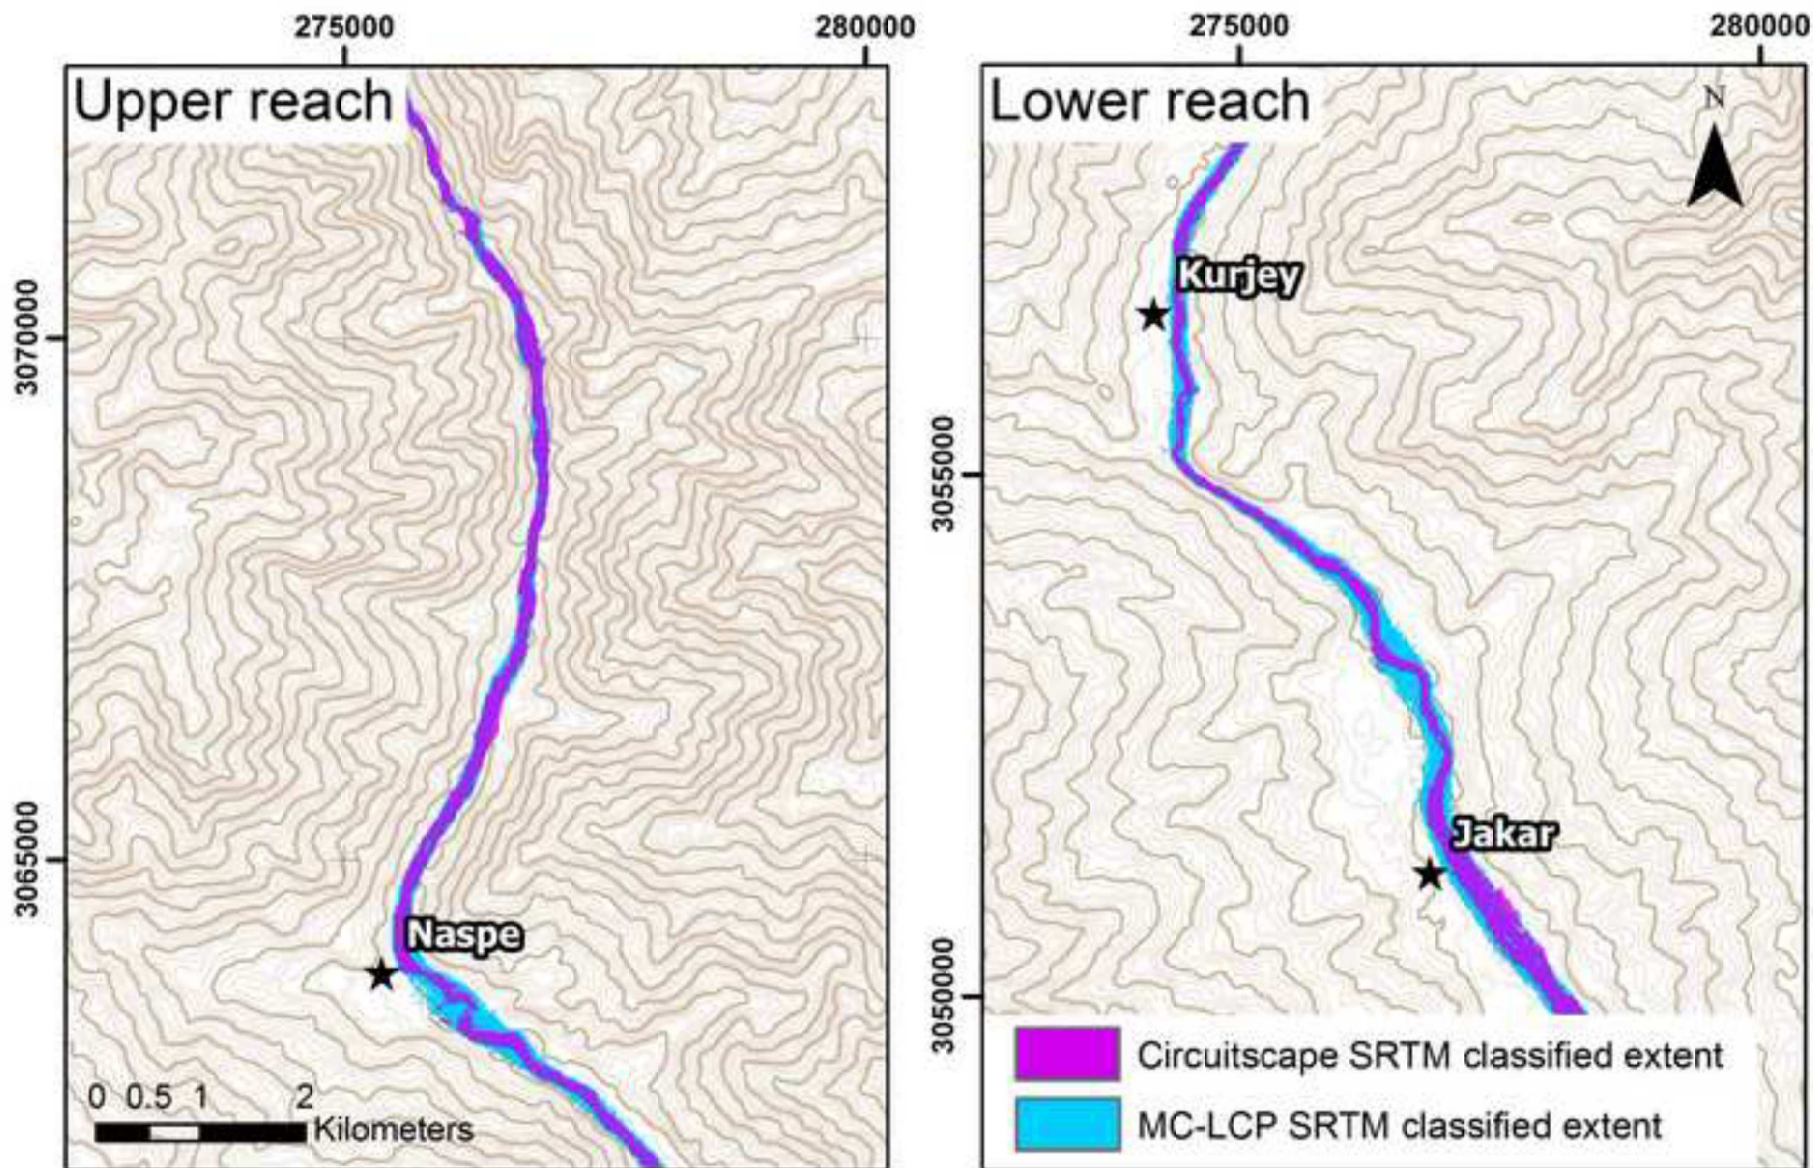 275000
280000
275000
280000
Upper reach
Lower reach
N
Kurjey
3070000
3055000
Jakar
3065000
Naspe
3050000
Circuitscape SRTM classified extent
0 0.5 1 2
Kilometers
MC-LCP SRTM classified extent